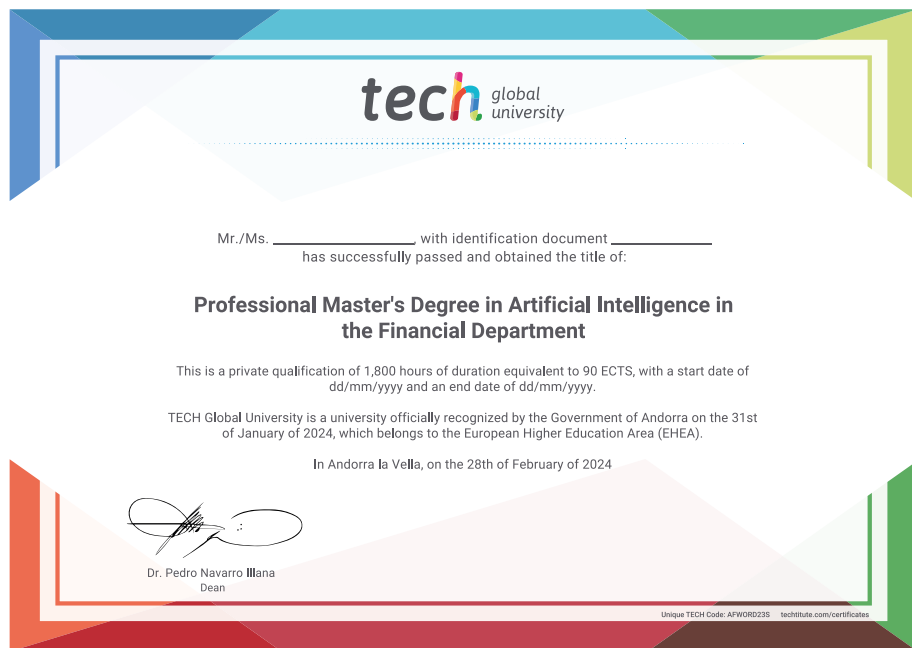 tech global
university
Mr./Ms. ____________________, with identification document ______________
has successfully passed and obtained the title of:
Professional Master's Degree in Artificial Intelligence in
the Financial Department
This is a private qualification of 1,800 hours of duration equivalent to 90 ECTS, with a start date of
dd/mm/yyyy and an end date of dd/mm/yyyy.
TECH Global University is a university officially recognized by the Government of Andorra on the 31st
of January of 2024, which belongs to the European Higher Education Area (EHEA).
In Andorra la Vella, on the 28th of February of 2024
Dr. Pedro Navarro Illana
Dean
Unique TECH Code: AFWORD23S techtitute.com/certificates